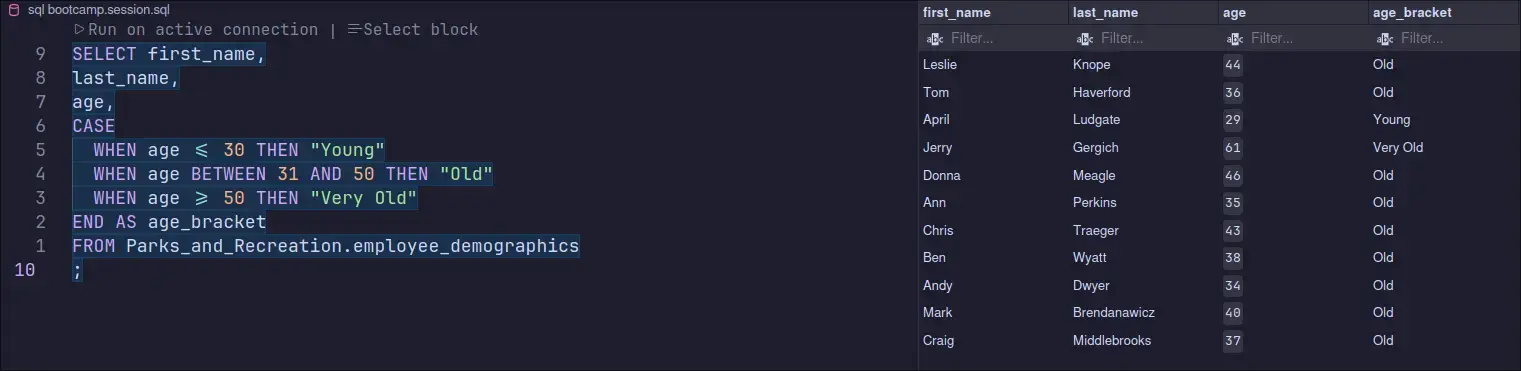 sql bootcamp.session.sql
▷Run on active connection | Select block
9 SELECT first_name,
8 last_name,
7 age,
6 CASE
5 WHEN age <= 30 THEN "Young"
4 WHEN age BETWEEN 31 AND 50 THEN "Old"
3 WHEN age >= 50 THEN "Very Old"
2 END AS age_bracket
1 FROM Parks_and_Recreation.employee_demographics
10 ;
first_name last_name age age_bracket
abc Filter... abc Filter... abc Filter... abc Filter...
Leslie Knope 44 Old
Tom Haverford 36 Old
April Ludgate 29 Young
Jerry Gergich 61 Very Old
Donna Meagle 46 Old
Ann Perkins 35 Old
Chris Traeger 43 Old
Ben Wyatt 38 Old
Andy Dwyer 34 Old
Mark Brendanawicz 40 Old
Craig Middlebrooks 37 Old